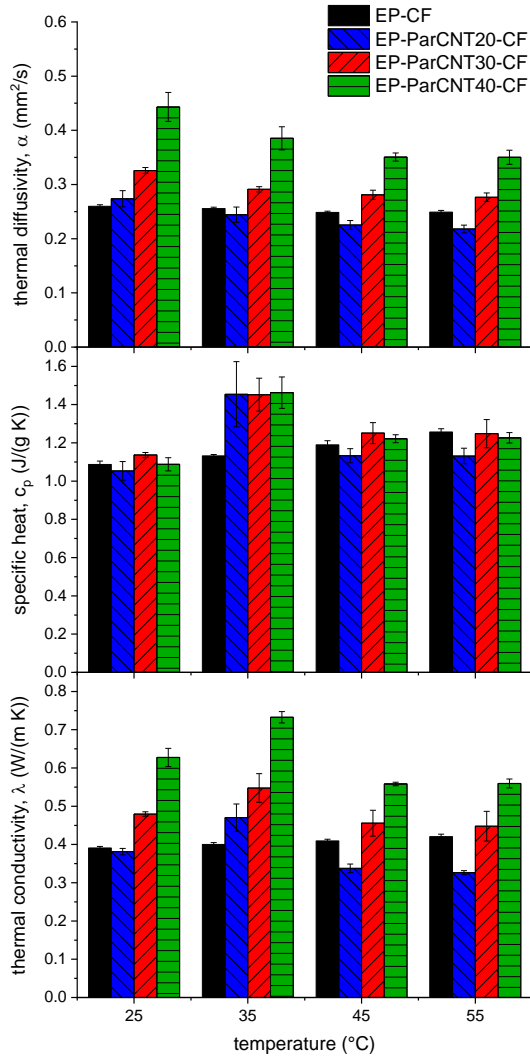 EP-CF
EP-ParCNT20-CF
EP-ParCNT30-CF
EP-ParCNT40-CF
thermal diffusivity, α (mm²/s)
0.6
0.5
0.4
0.3
0.2
0.1
0.0
specific heat, cₚ (J/(g K)
1.6
1.4
1.2
1.0
0.8
0.6
0.4
0.2
0.0
thermal conductivity, λ (W/(m K))
0.8
0.7
0.6
0.5
0.4
0.3
0.2
0.1
0.0
25 35 45 55
temperature (°C)